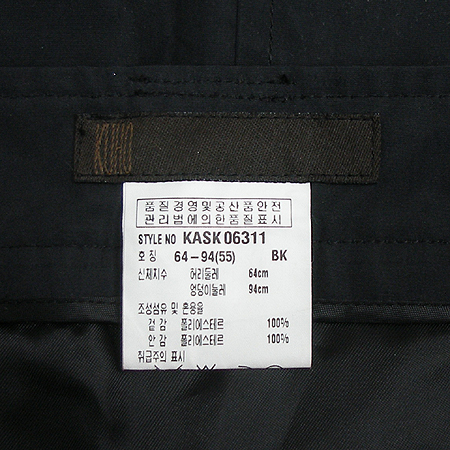 KUHO
품질경영및공산품안전
관리법에의한품질표시
STYLE NO KASK06311
호칭 64-94(55) BK
신체치수 허리둘레 64cm
엉덩이둘레 94cm
조성섬유 및 혼용율
겉감 폴리에스테르 100%
안감 폴리에스테르 100%
취급주의 표시